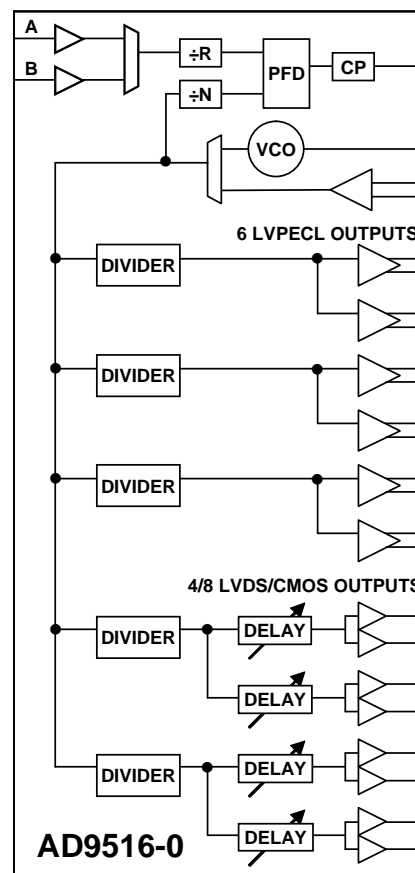 A
B
÷R
÷N
PFD
CP
VCO
6 LVPECL OUTPUTS
DIVIDER
DIVIDER
DIVIDER
4/8 LVDS/CMOS OUTPUTS
DIVIDER
DELAY
DELAY
DIVIDER
DELAY
DELAY
AD9516-0